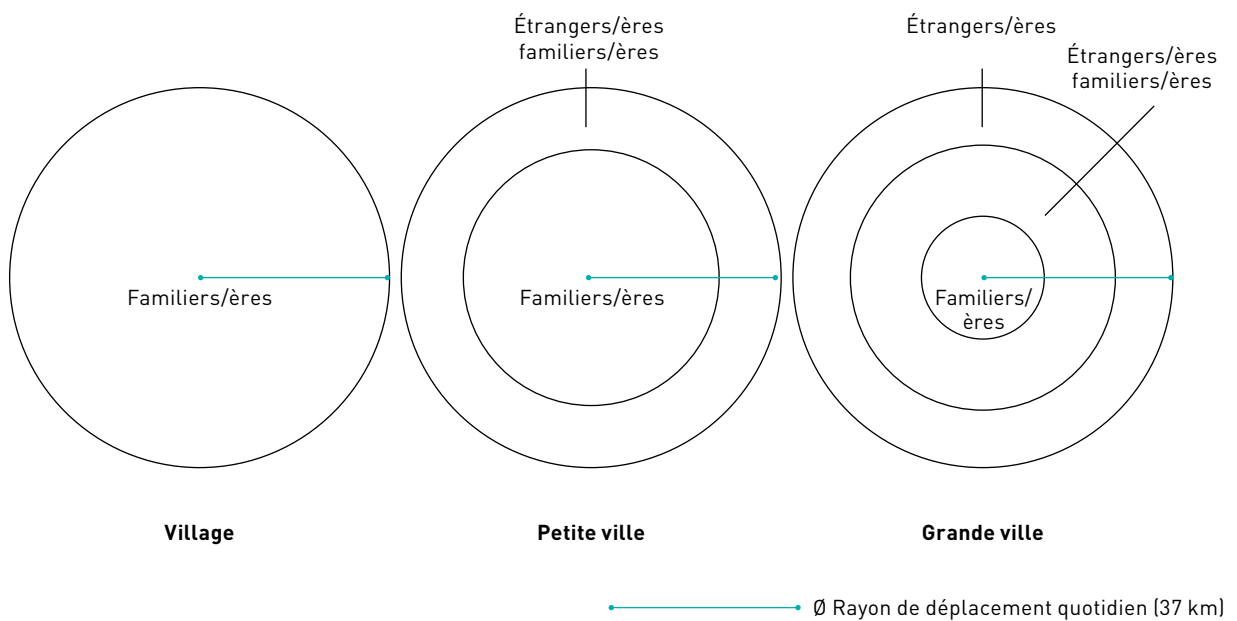 Étrangers/ères
familiers/ères
Étrangers/ères
Étrangers/ères
familiers/ères
Familiers/ères
Familiers/ères
Familiers/
ères
Village
Petite ville
Grande ville
Ø Rayon de déplacement quotidien (37 km)